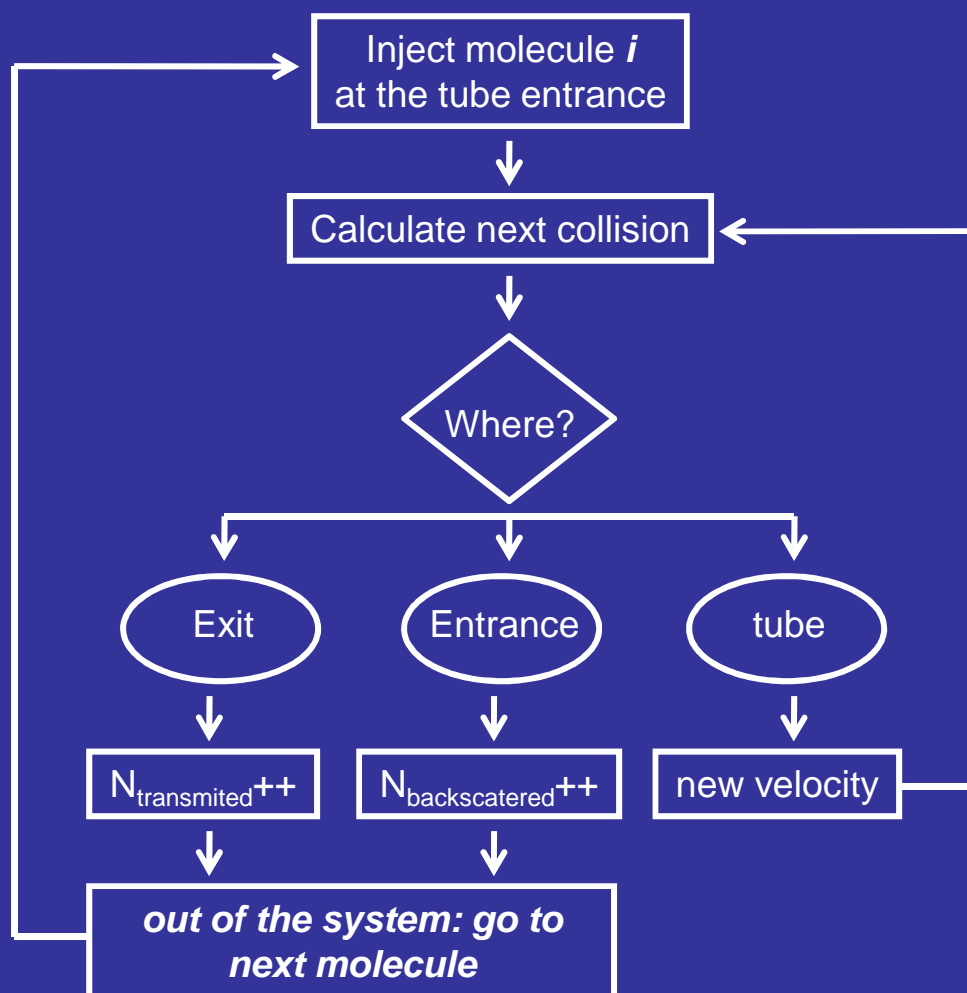 Inject molecule i
at the tube entrance
Calculate next collision
Where?
Exit
Entrance
tube
Ntransmited++
Nbackscatered++
new velocity
out of the system: go to
next molecule